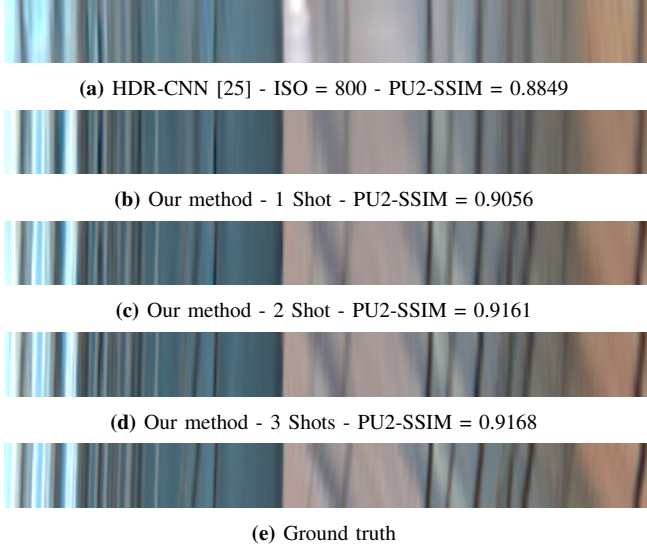 (a) HDR-CNN [25] - ISO = 800 - PU2-SSIM = 0.8849
(b) Our method - 1 Shot - PU2-SSIM = 0.9056
(c) Our method - 2 Shot - PU2-SSIM = 0.9161
(d) Our method - 3 Shots - PU2-SSIM = 0.9168
(e) Ground truth